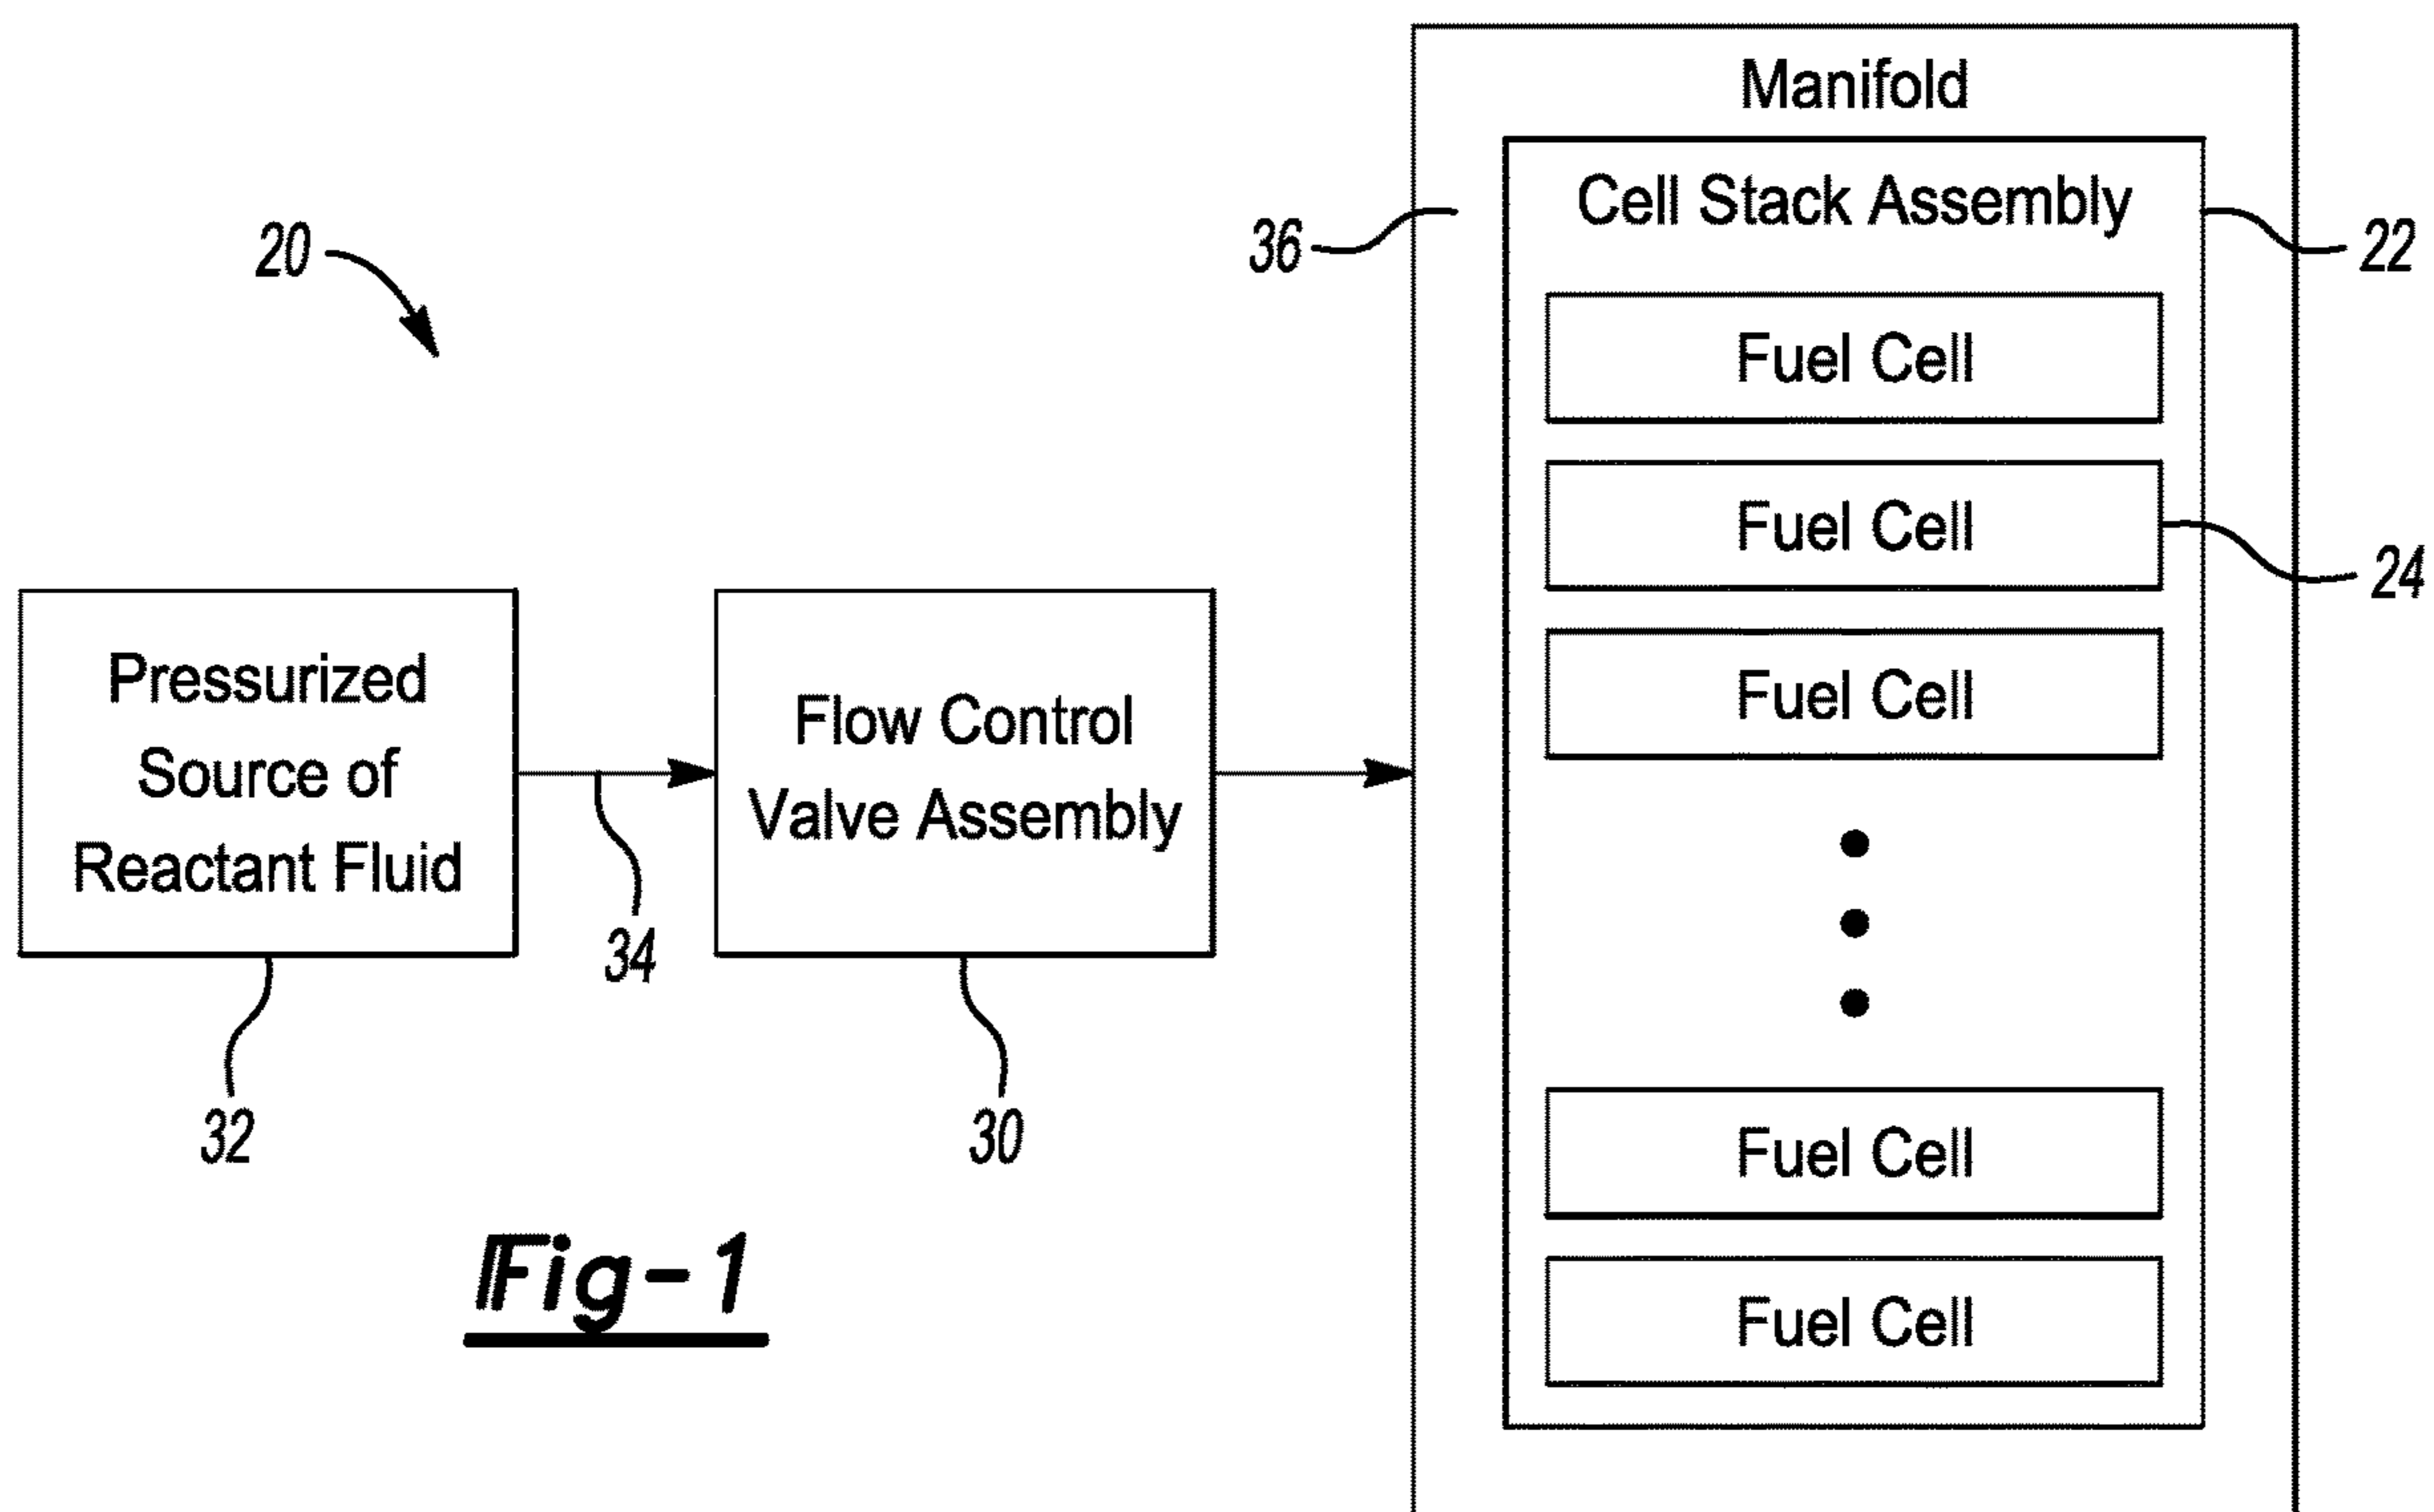 Manifold
Cell Stack Assembly
20
36
22
Fuel Cell
Fuel Cell
24
Fuel Cell
Pressurized
Source of
Reactant Fluid
Flow Control
Valve Assembly
34
32
30
Fuel Cell
Fuel Cell
Fig-1